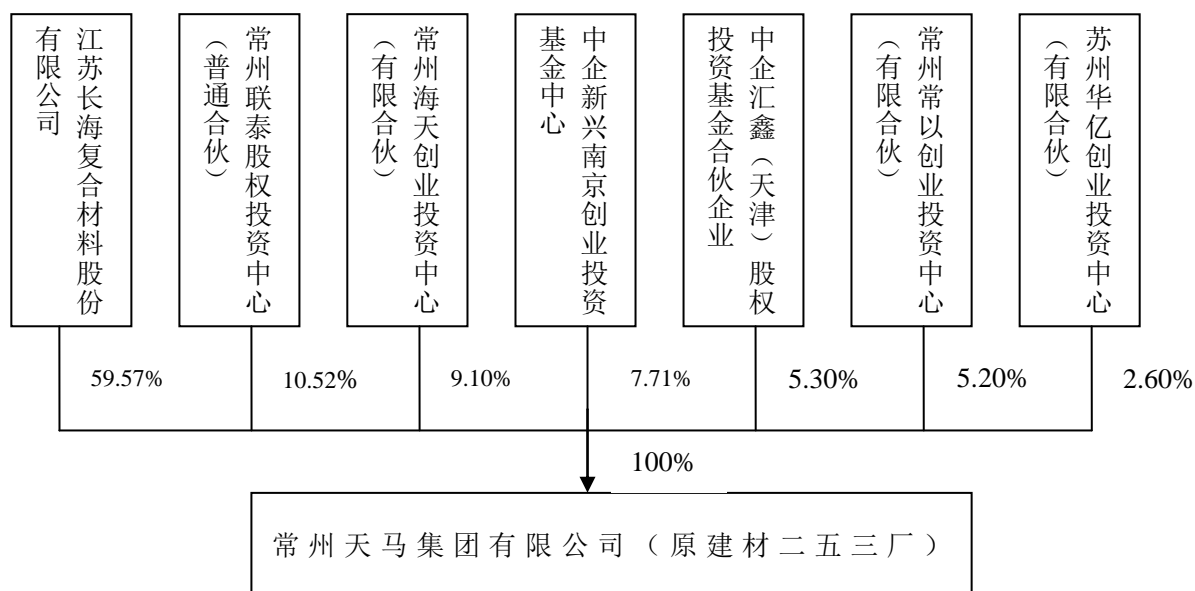 江苏长海复合材料股份
有限公司
常州联泰股权投资中心
（普通合伙）
常州海天创业投资中心
（有限合伙）
中企新兴南京创业投资
基金中心
中企汇鑫（天津）股权
投资基金合伙企业
常州常以创业投资中心
（有限合伙）
苏州华亿创业投资中心
（有限合伙）
59.57%
10.52%
9.10%
7.71%
5.30%
5.20%
2.60%
100%
常州天马集团有限公司（原建材二五三厂）